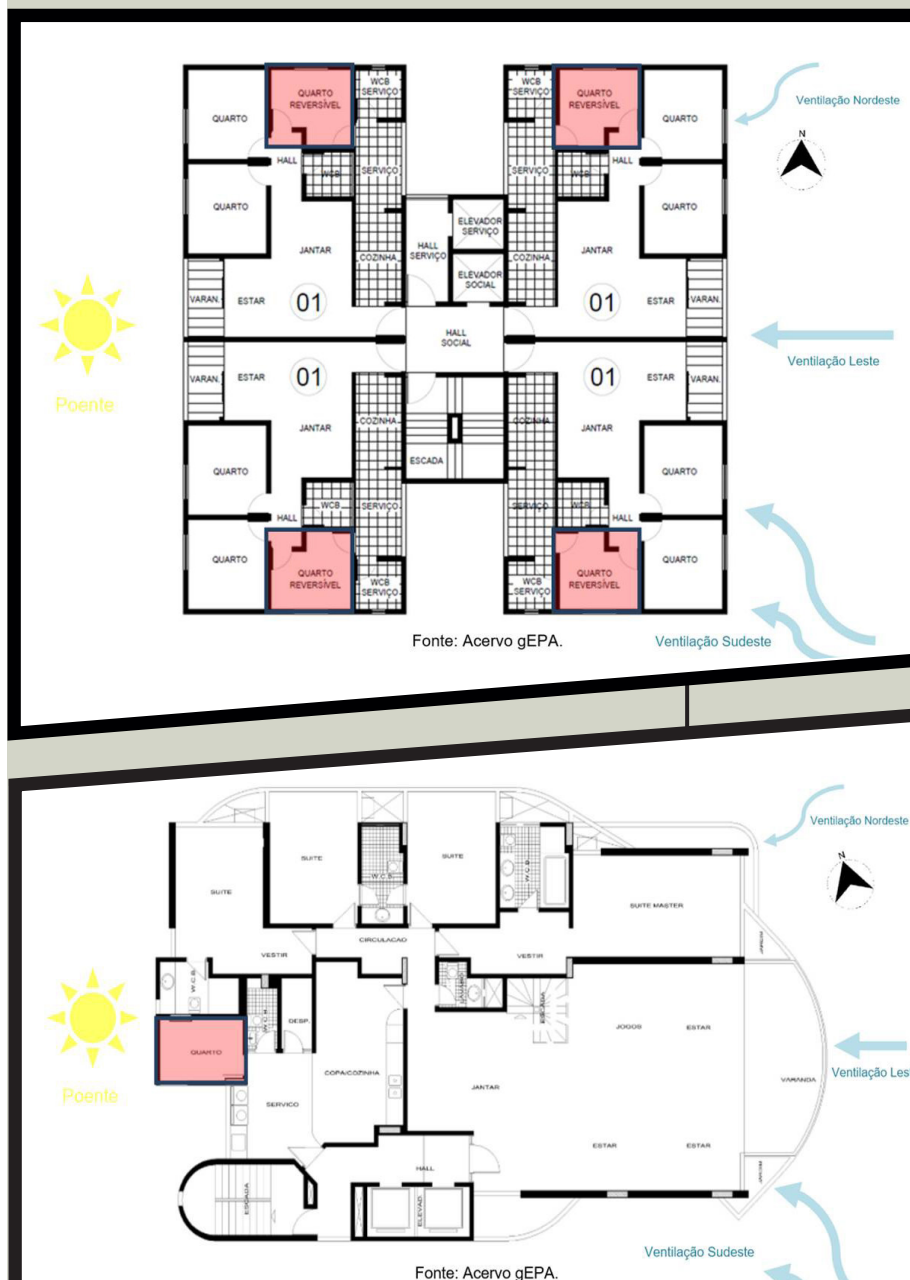 QUARTO
REVERSÍVEL
WCB
SERVIÇO
WCB
SERVIÇO
QUARTO
REVERSÍVEL
Ventilação Nordeste
QUARTO
QUARTO
N
HALL
WCB
SERVIÇO
SERVIÇO
WCB
HALL
QUARTO
QUARTO
ELEVADOR
SERVIÇO
HALL
SERVIÇO
JANTAR
COZINHA
ELEVADOR
SOCIAL
COZINHA
JANTAR
VARAN.
ESTAR
01
01
ESTAR
VARAN.
HALL
SOCIAL
Ventilação Leste
VARAN.
ESTAR
01
01
ESTAR
VARAN.
Poente
JANTAR
COZINHA
COZINHA
JANTAR
QUARTO
ESCADA
QUARTO
HALL
WCB
SERVIÇO
SERVIÇO
WCB
HALL
QUARTO
QUARTO
REVERSÍVEL
WCB
SERVIÇO
WCB
SERVIÇO
QUARTO
REVERSÍVEL
QUARTO
Fonte: Acervo gEPA.
Ventilação Sudeste
Ventilação Nordeste
N
SUITE
SUITE
SUITE
W.C.B.
W.C.B.
SUITE MASTER
CIRCULACAO
VESTIR
VESTIR
JARDIM
W.C.B.
W.C.B.
DESP.
LAVABO
ESCADA
JOGOS
ESTAR
QUARTO
COPA/COZINHA
JANTAR
VARANDA
Ventilação Les
Poente
SERVICO
ESTAR
ESTAR
HALL
JARDIM
ESCADA
ELEVAD.
Ventilação Sudeste
Fonte: Acervo gEPA.